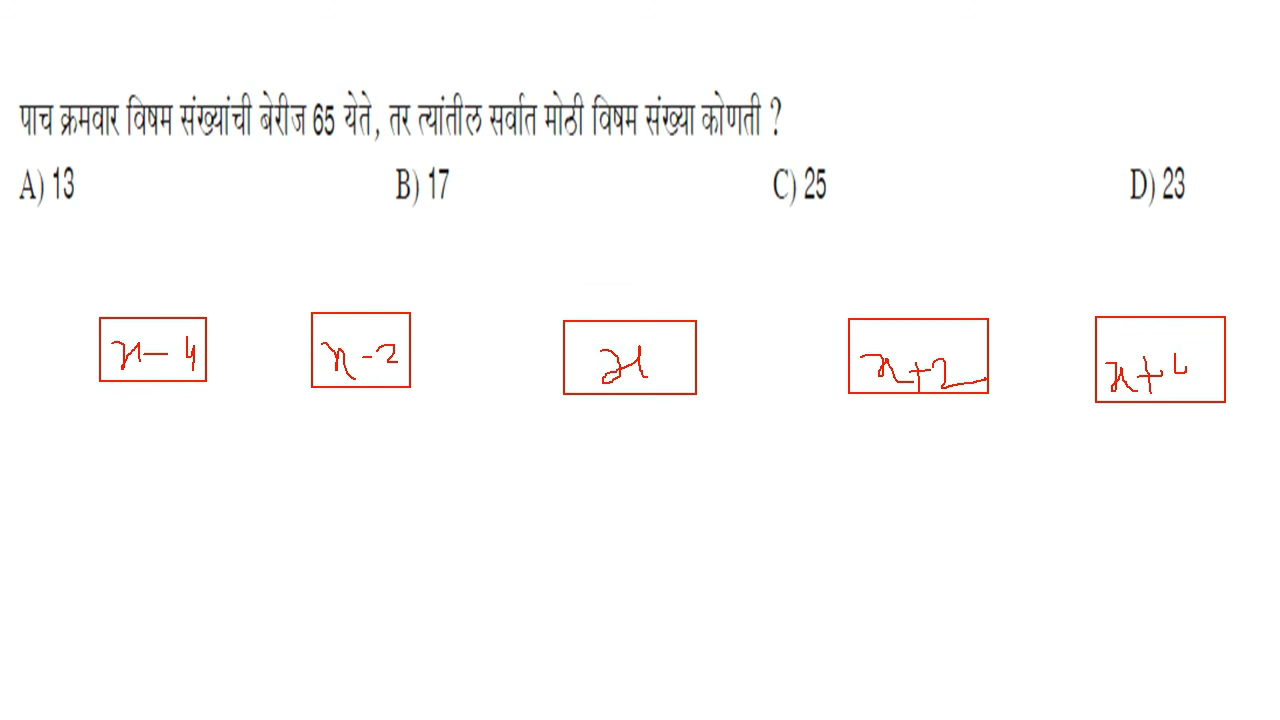 पाच क्रमवार विषम संख्यांची बेरीज 65 येते, तर त्यांतील सर्वात मोठी विषम संख्या कोणती ?
A) 13 B) 17 C) 25 D) 23
x-4 x-2 x x+2 x+4